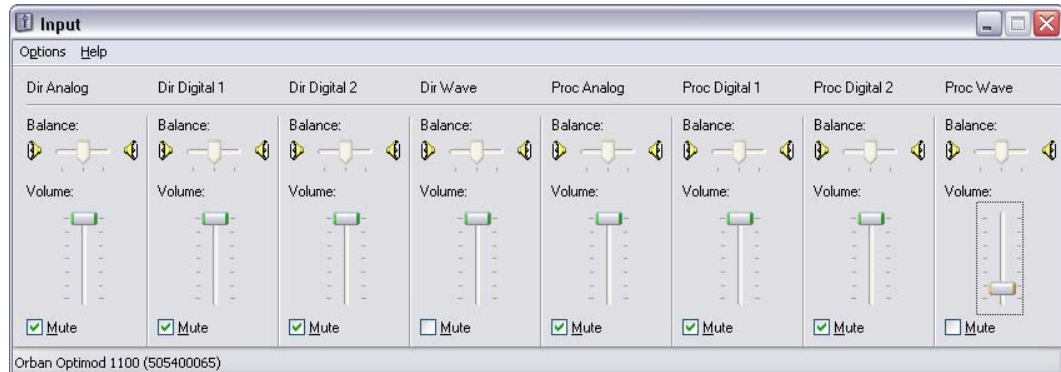 Input
Options Help
Dir Analog Dir Digital 1 Dir Digital 2 Dir Wave Proc Analog Proc Digital 1 Proc Digital 2 Proc Wave
Balance: Balance: Balance: Balance: Balance: Balance: Balance: Balance:
Volume: Volume: Volume: Volume: Volume: Volume: Volume: Volume:
Mute Mute Mute Mute Mute Mute Mute Mute
Orban Optimod 1100 (505400065)